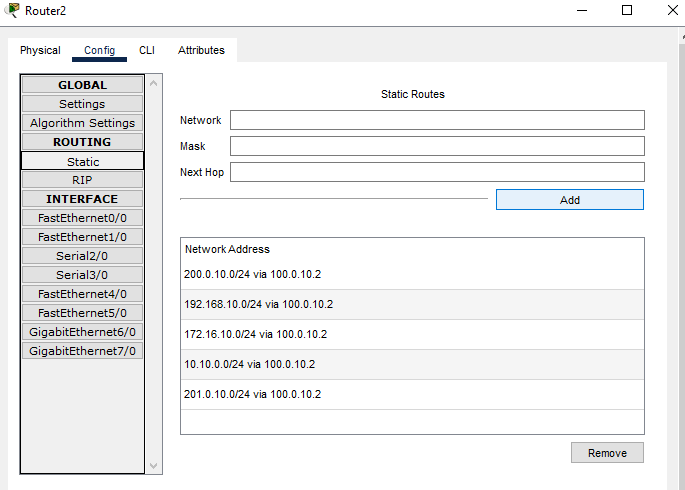 Router2
Physical Config CLI Attributes
GLOBAL
Settings
Algorithm Settings
ROUTING
Static
RIP
INTERFACE
FastEthernet0/0
FastEthernet1/0
Serial2/0
Serial3/0
FastEthernet4/0
FastEthernet5/0
GigabitEthernet6/0
GigabitEthernet7/0
Static Routes
Network
Mask
Next Hop
Add
Network Address
200.0.10.0/24 via 100.0.10.2
192.168.10.0/24 via 100.0.10.2
172.16.10.0/24 via 100.0.10.2
10.10.0.0/24 via 100.0.10.2
201.0.10.0/24 via 100.0.10.2
Remove